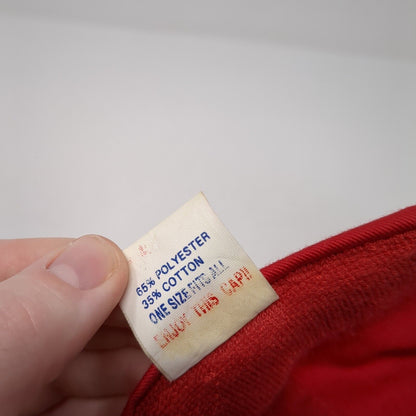 65% POLYESTER
35% COTTON
ONE SIZE FITS ALL
ENJOY THIS CAP!!